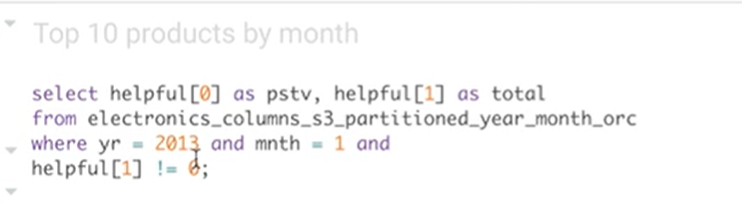 Top 10 products by month
select helpful[0] as pstv, helpful[1] as total
from electronics_columns_s3_partitioned_year_month_orc
where yr = 2013 and mnth = 1 and
helpful[1] != 0;